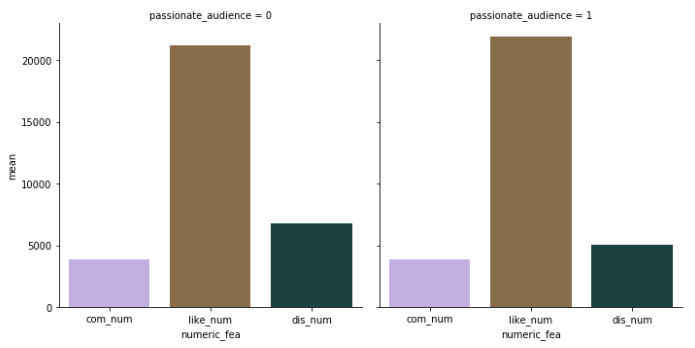 passionate_audience = 0
passionate_audience = 1
mean
20000
15000
10000
5000
0
com_num like_num dis_num
numeric_fea
com_num like_num dis_num
numeric_fea